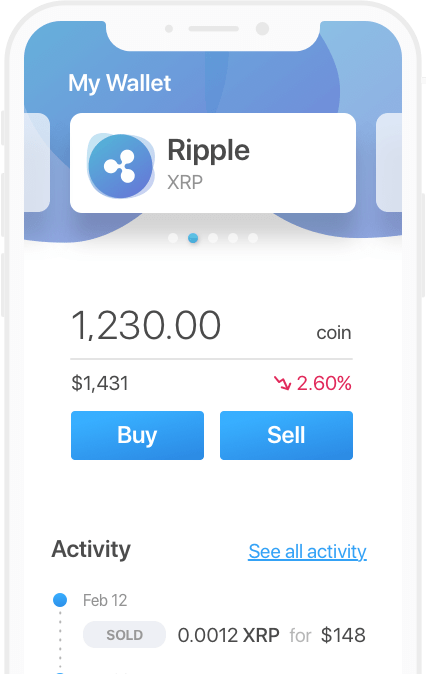 My Wallet
Ripple
XRP
1,230.00 coin
$1,431 2.60%
Buy Sell
Activity See all activity
Feb 12
SOLD 0.0012 XRP for $148